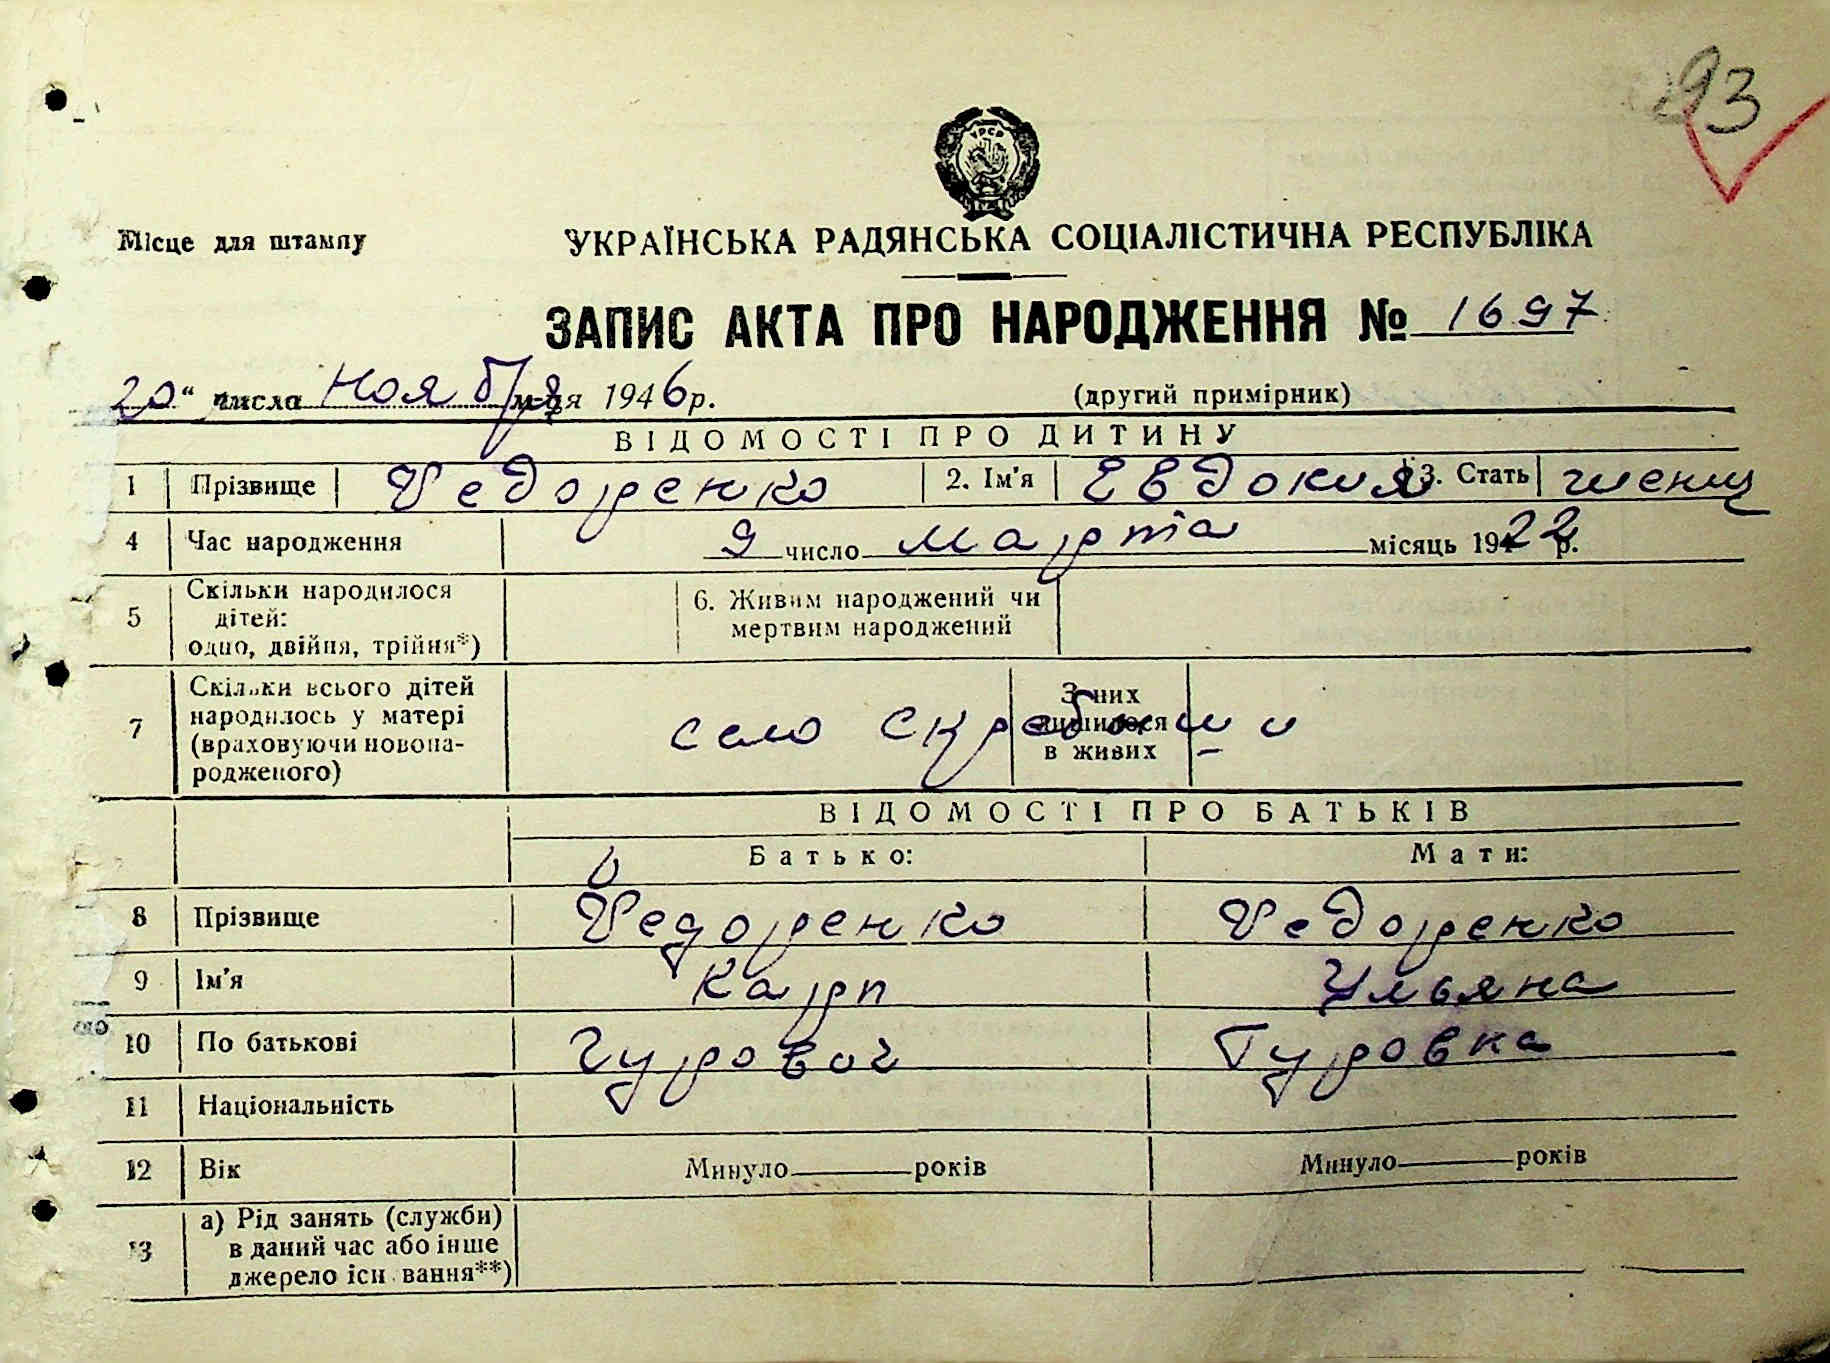 93
УРСР
Місце для штампу
УКРАЇНСЬКА РАДЯНСЬКА СОЦІАЛІСТИЧНА РЕСПУБЛІКА
ЗАПИС АКТА ПРО НАРОДЖЕННЯ № 1697
20" числа Ноября м-ця 1946 р. (другий примірник)
ВІДОМОСТІ ПРО ДИТИНУ
1 Прізвище Федоренко 2. Ім'я Евдокия 3. Стать женщ
4 Час народження 9 число марта місяць 1922 р.
5 Скільки народилося дітей: одно, двійня, трійня*) 6. Живим народжений чи мертвим народжений
7 Скільки всього дітей народилось у матері (враховуючи новона-родженого) село З них лишилося в живих
ВІДОМОСТІ ПРО БАТЬКІВ
Батько: Мати:
8 Прізвище Федоренко Федоренко
9 Ім'я Карп Ульяна
10 По батькові Гурович Гуровна
11 Національність
12 Вік Минуло років Минуло років
13 а) Рід занять (служби) в даний час або інше джерело існування**)